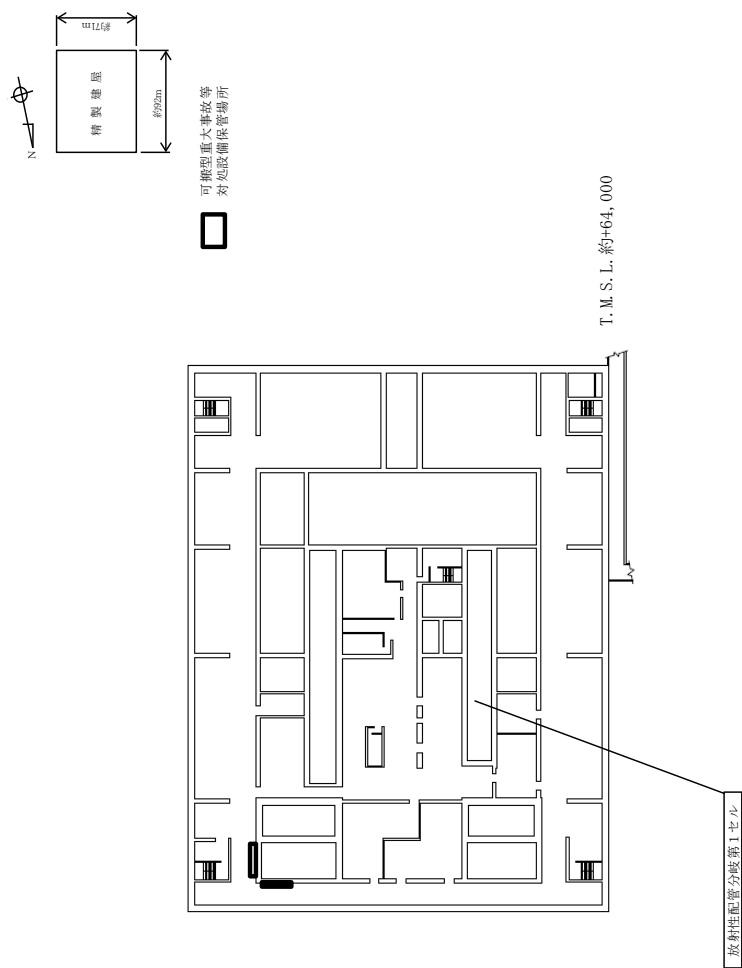 約71m
精製建屋
約92m
N
可搬型重大事故等
対処設備保管場所
T.M.S.L.約+64,000
放射性配管分岐第1セル